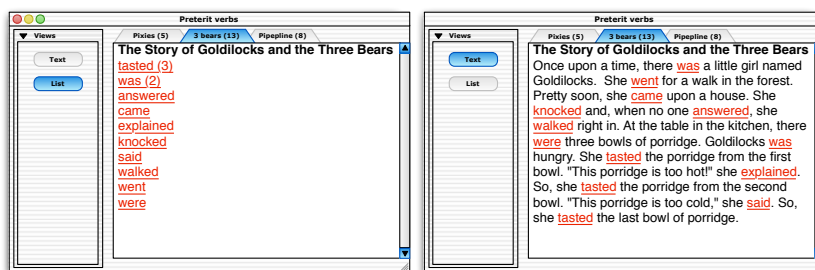 Preterit verbs
Views
Pixies (5)
3 bears (13)
Pipepline (8)
Text
List
The Story of Goldilocks and the Three Bears
tasted (3)
was (2)
answered
came
explained
knocked
said
walked
went
were
Preterit verbs
Views
Pixies (5)
3 bears (13)
Pipepline (8)
Text
List
The Story of Goldilocks and the Three Bears
Once upon a time, there was a little girl named
Goldilocks. She went for a walk in the forest.
Pretty soon, she came upon a house. She
knocked and, when no one answered, she
walked right in. At the table in the kitchen, there
were three bowls of porridge. Goldilocks was
hungry. She tasted the porridge from the first
bowl. "This porridge is too hot!" she explained.
So, she tasted the porridge from the second
bowl. "This porridge is too cold," she said. So,
she tasted the last bowl of porridge.